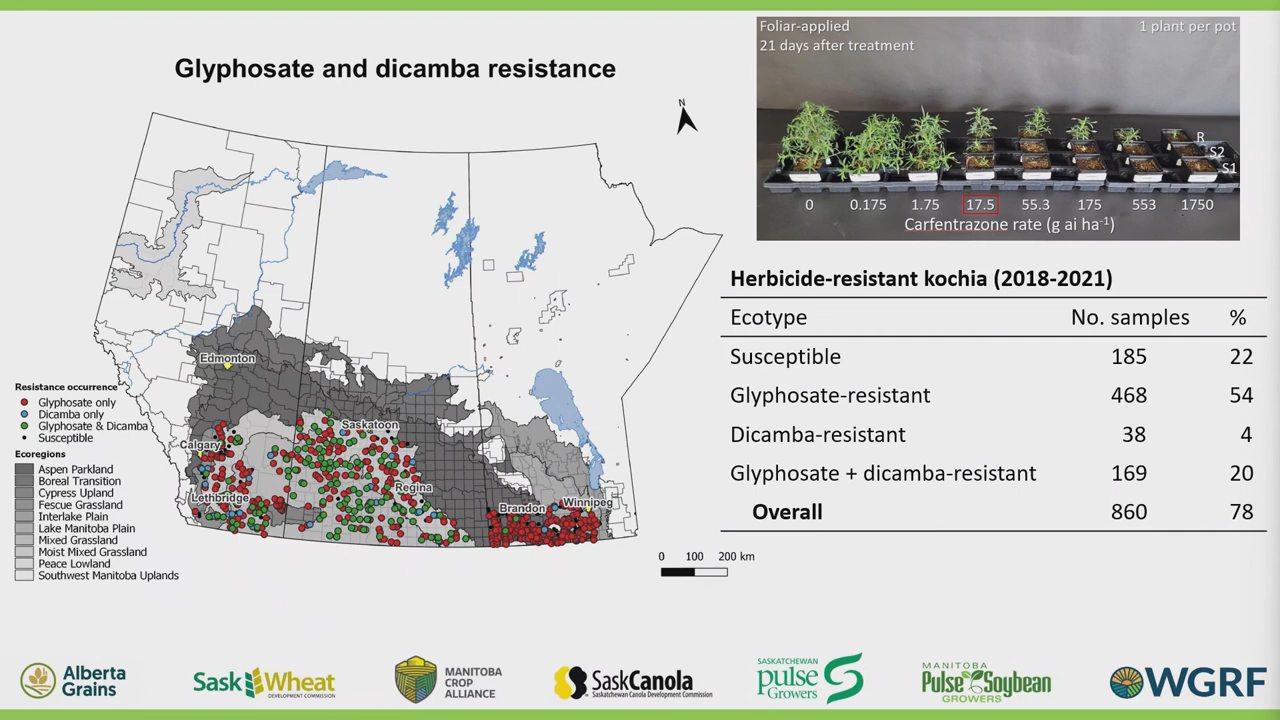 Glyphosate and dicamba resistance
N
Edmonton
Saskatoon
Calgary
Regina
Lethbridge
Brandon
Winnipeg
Resistance occurrence
Glyphosate only
Dicamba only
Glyphosate & Dicamba
Susceptible
Ecoregions
Aspen Parkland
Boreal Transition
Cypress Upland
Fescue Grassland
Interlake Plain
Lake Manitoba Plain
Mixed Grassland
Moist Mixed Grassland
Peace Lowland
Southwest Manitoba Uplands
0 100 200 km
Foliar-applied 1 plant per pot
21 days after treatment
R
S2
S1
0 0.175 1.75 17.5 55.3 175 553 1750
Carfentrazone rate (g ai ha⁻¹)
Herbicide-resistant kochia (2018-2021)
Ecotype No. samples %
Susceptible 185 22
Glyphosate-resistant 468 54
Dicamba-resistant 38 4
Glyphosate + dicamba-resistant 169 20
Overall 860 78
Alberta
Grains
SaskWheat
DEVELOPMENT COMMISSION
MANITOBA
CROP
ALLIANCE
SaskCanola
Saskatchewan Canola Development Commission
SASKATCHEWAN
pulse
Growers
MANITOBA
Pulse Soybean
GROWERS
WGRF